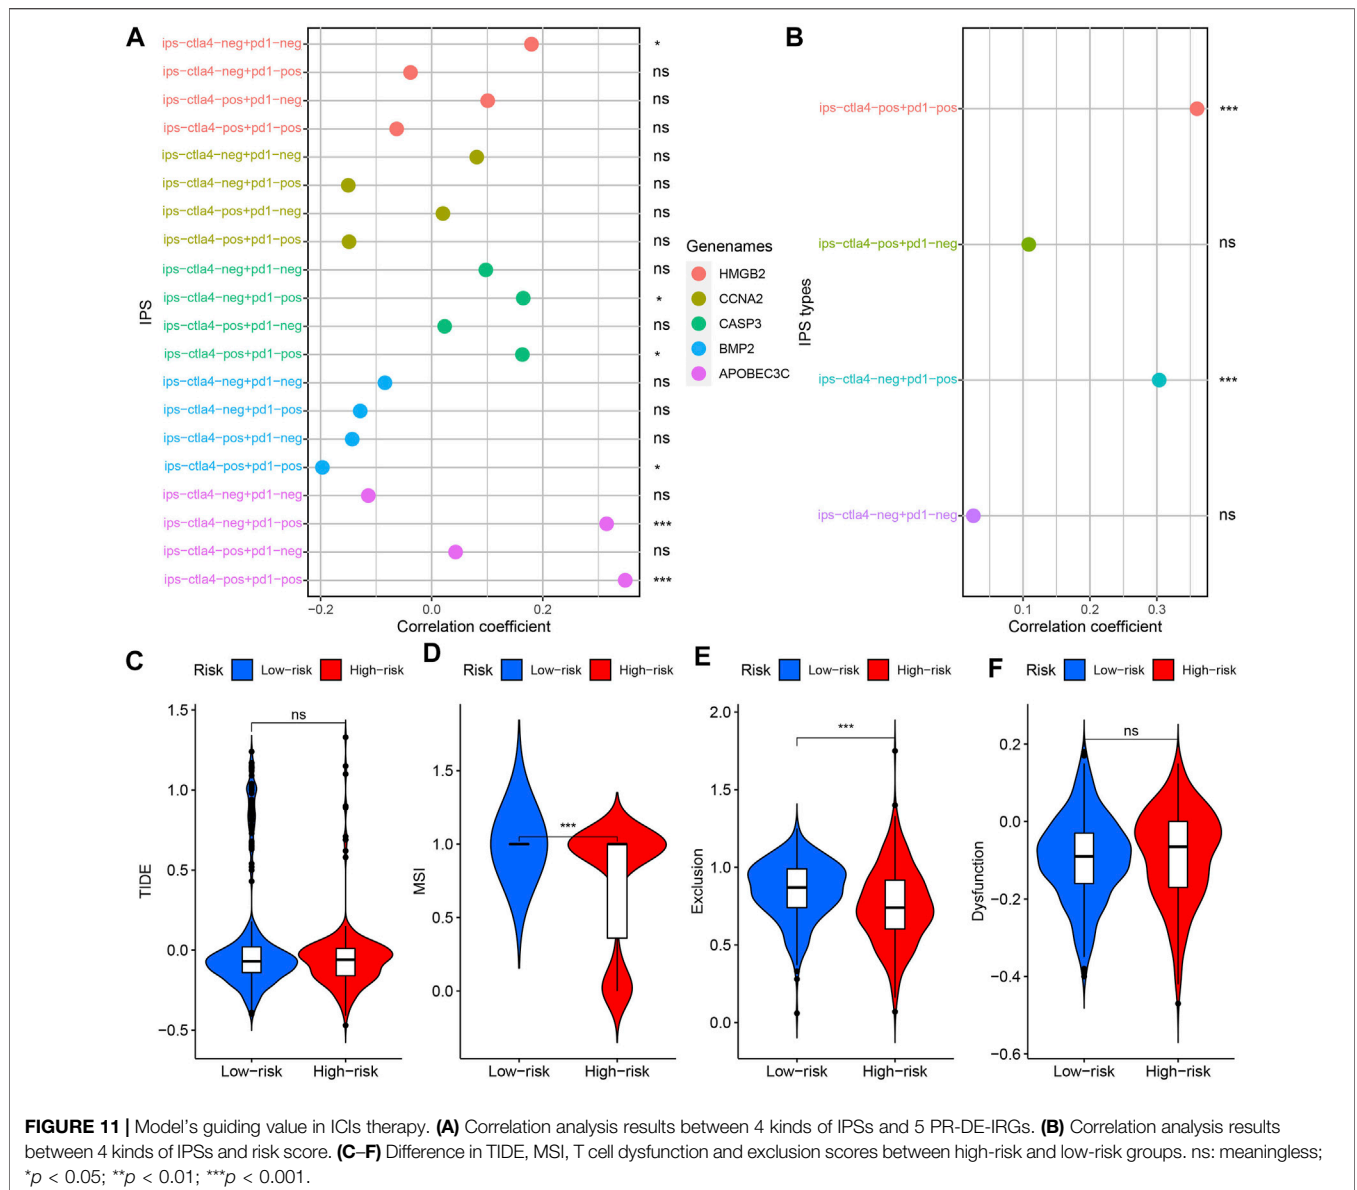 A
ips-ctla4-neg+pd1-neg *
ips-ctla4-neg+pd1-pos ns
ips-ctla4-pos+pd1-neg ns
ips-ctla4-pos+pd1-pos ns
ips-ctla4-neg+pd1-neg ns
ips-ctla4-neg+pd1-pos ns
ips-ctla4-pos+pd1-neg ns
ips-ctla4-pos+pd1-pos ns
ips-ctla4-neg+pd1-neg ns
ips-ctla4-neg+pd1-pos *
ips-ctla4-pos+pd1-neg ns
ips-ctla4-pos+pd1-pos *
ips-ctla4-neg+pd1-neg ns
ips-ctla4-neg+pd1-pos ns
ips-ctla4-pos+pd1-neg ns
ips-ctla4-pos+pd1-pos *
ips-ctla4-neg+pd1-neg ns
ips-ctla4-neg+pd1-pos ***
ips-ctla4-pos+pd1-neg ns
ips-ctla4-pos+pd1-pos ***
IPS
−0.2 0.0 0.2
Correlation coefficient
Genenames
HMGB2
CCNA2
CASP3
BMP2
APOBEC3C
B
ips-ctla4-pos+pd1-pos ***
ips-ctla4-pos+pd1-neg ns
ips-ctla4-neg+pd1-pos ***
ips-ctla4-neg+pd1-neg ns
IPS types
0.1 0.2 0.3
Correlation coefficient
C
Risk Low-risk High-risk
ns
1.5
1.0
0.5
0.0
−0.5
TIDE
Low-risk High-risk
D
Risk Low-risk High-risk
***
1.5
1.0
0.5
0.0
MSI
Low-risk High-risk
E
Risk Low-risk High-risk
***
2.0
1.5
1.0
0.5
0.0
Exclusion
Low-risk High-risk
F
Risk Low-risk High-risk
ns
0.2
0.0
−0.2
−0.4
−0.6
Dysfunction
Low-risk High-risk
FIGURE 11 | Model's guiding value in ICIs therapy. (A) Correlation analysis results between 4 kinds of IPSs and 5 PR-DE-IRGs. (B) Correlation analysis results
between 4 kinds of IPSs and risk score. (C–F) Difference in TIDE, MSI, T cell dysfunction and exclusion scores between high-risk and low-risk groups. ns: meaningless;
*p < 0.05; **p < 0.01; ***p < 0.001.